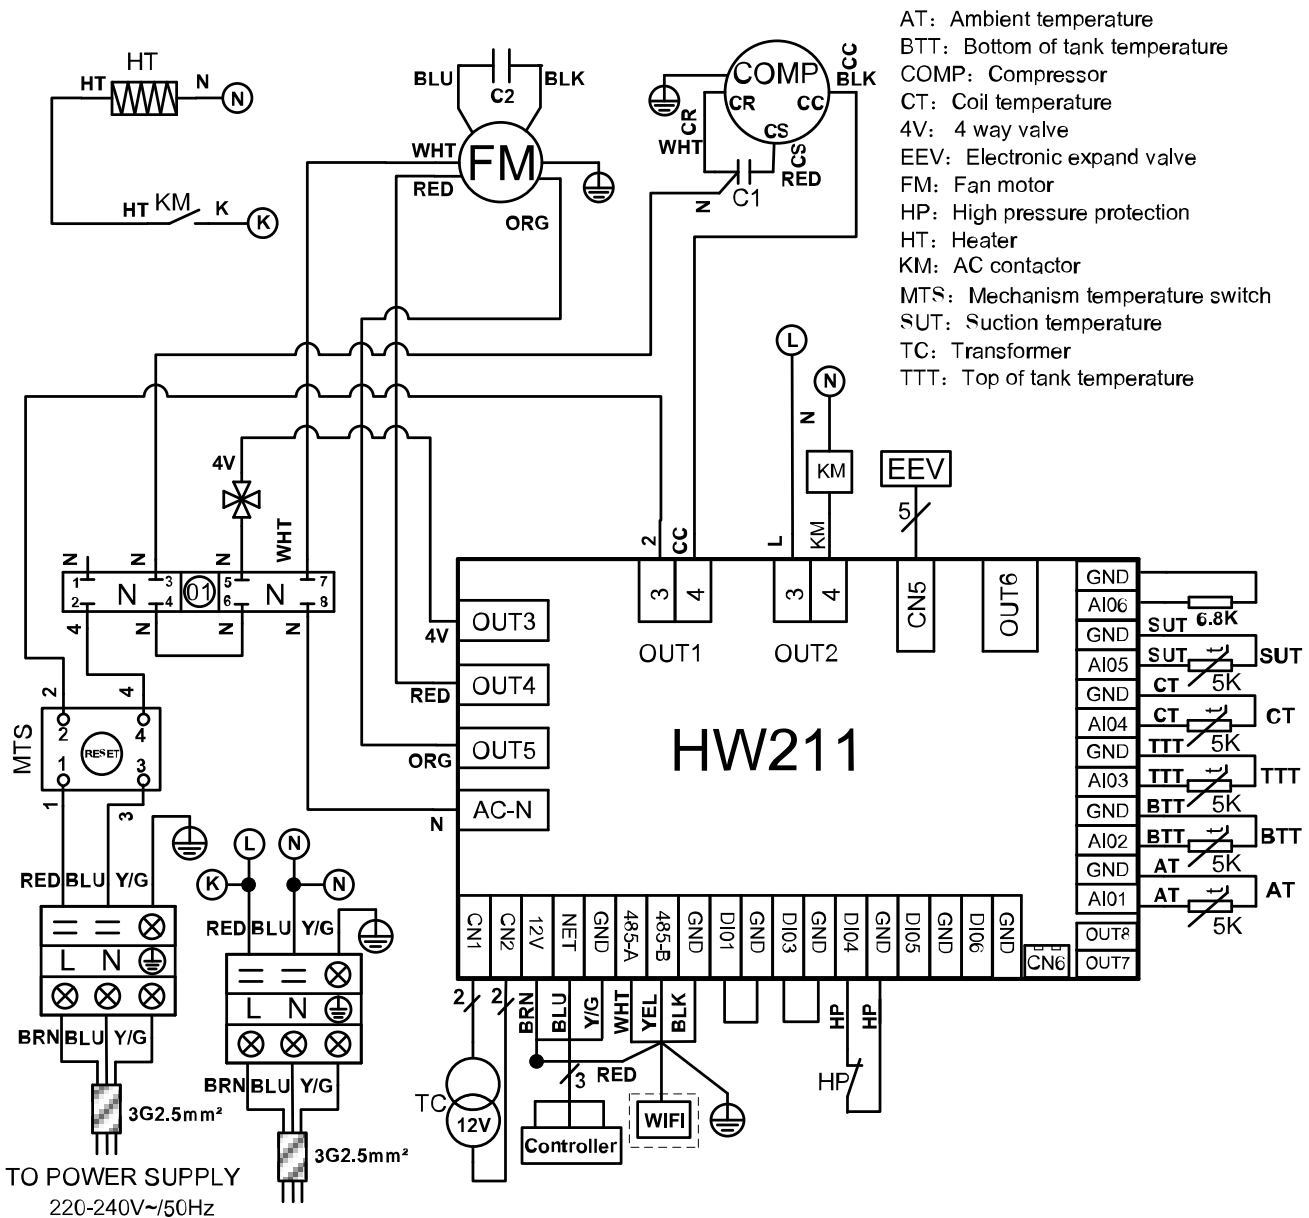 AT: Ambient temperature
BTT: Bottom of tank temperature
COMP: Compressor
CT: Coil temperature
4V: 4 way valve
EEV: Electronic expand valve
FM: Fan motor
HP: High pressure protection
HT: Heater
KM: AC contactor
MTS: Mechanism temperature switch
SUT: Suction temperature
TC: Transformer
TTT: Top of tank temperature
HT
HT N N
HT KM K K
BLU BLK
C2
WHT FM
RED
ORG
COMP
CC
BLK
CR CC
CS
CR
WHT
CS
RED
C1
N
L
N
N
KM
EEV
5
4V
WHT
N N N
1 3 5 7
N 01 N
2 4 6 8
4 N N N
2 CC L KM
3 4 3 4
OUT1 OUT2
CN5 OUT6
OUT3
4V
OUT4
RED
OUT5
ORG
AC-N
N
HW211
GND
AI06 6.8K
GND SUT
AI05 SUT t 5K SUT
GND CT
AI04 CT t 5K CT
GND TTT
AI03 TTT t 5K TTT
GND BTT
AI02 BTT t 5K BTT
GND AT
AI01 AT t 5K AT
OUT8
OUT7
CN6
2 4
MTS
2 4
RESET
1 3
1 3
L N
K N
RED BLU Y/G
L N
BRN BLU Y/G
3G2.5mm²
RED BLU Y/G
L N
BRN BLU Y/G
3G2.5mm²
TO POWER SUPPLY
220-240V~/50Hz
CN1 CN2 12V NET GND 485-A 485-B GND DI01 GND DI03 GND DI04 GND DI05 GND DI06 GND
2 2 BRN BLU Y/G WHT YEL BLK HP HP
3 RED
TC
12V
Controller
WIFI
HP